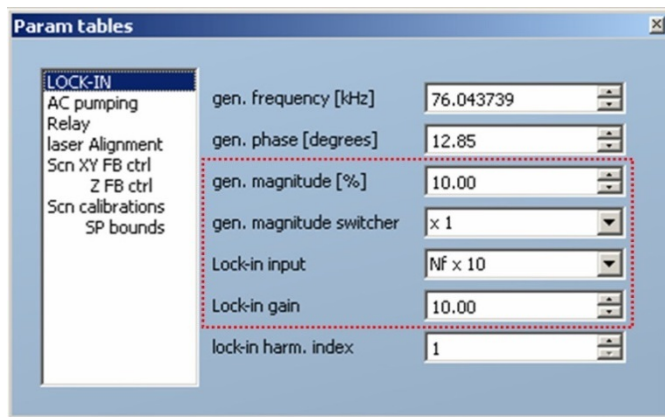 Param tables
LOCK-IN
AC pumping
Relay
laser Alignment
Scn XY FB ctrl
Z FB ctrl
Scn calibrations
SP bounds
gen. frequency [kHz] 76.043739
gen. phase [degrees] 12.85
gen. magnitude [%] 10.00
gen. magnitude switcher x 1
Lock-in input Nf x 10
Lock-in gain 10.00
lock-in harm. index 1